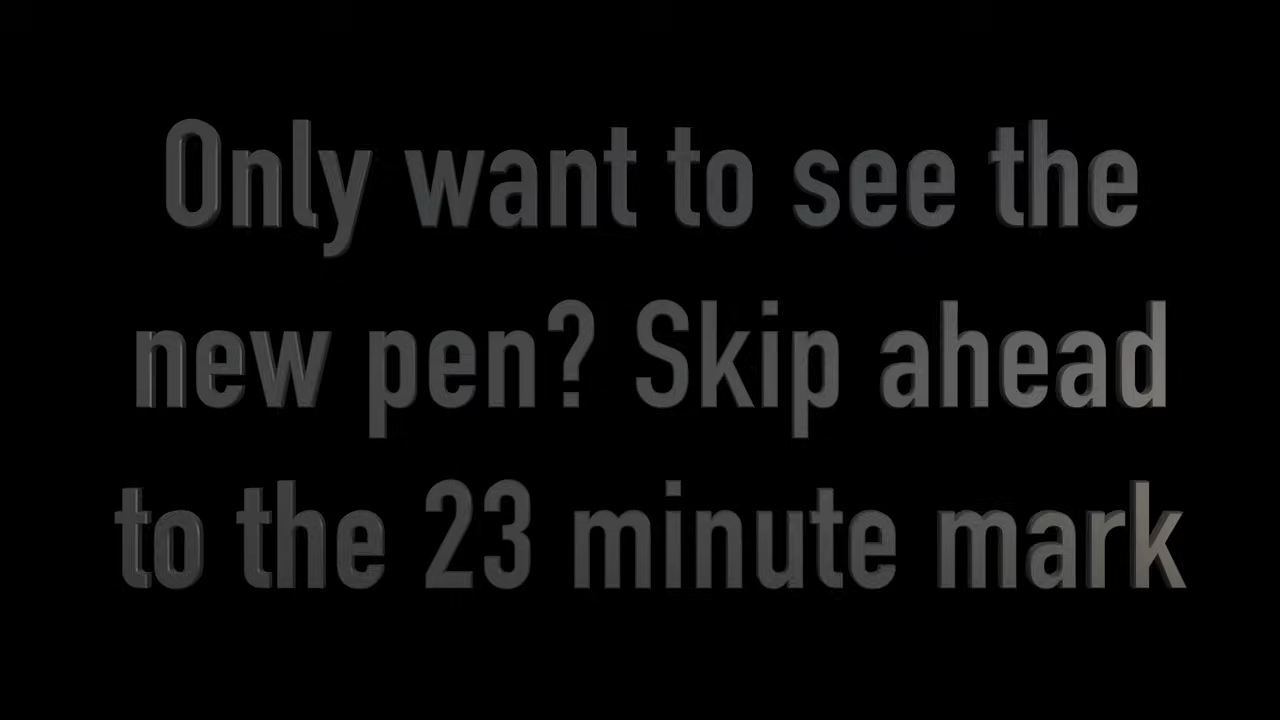 Only want to see the
new pen? Skip ahead
to the 23 minute mark